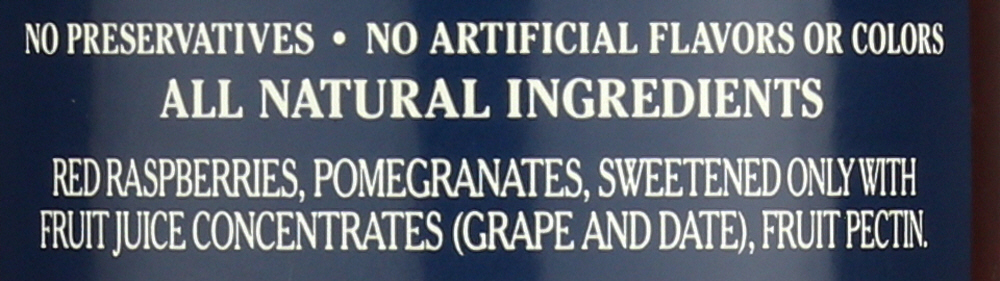 NO PRESERVATIVES • NO ARTIFICIAL FLAVORS OR COLORS
ALL NATURAL INGREDIENTS
RED RASPBERRIES, POMEGRANATES, SWEETENED ONLY WITH
FRUIT JUICE CONCENTRATES (GRAPE AND DATE), FRUIT PECTIN.